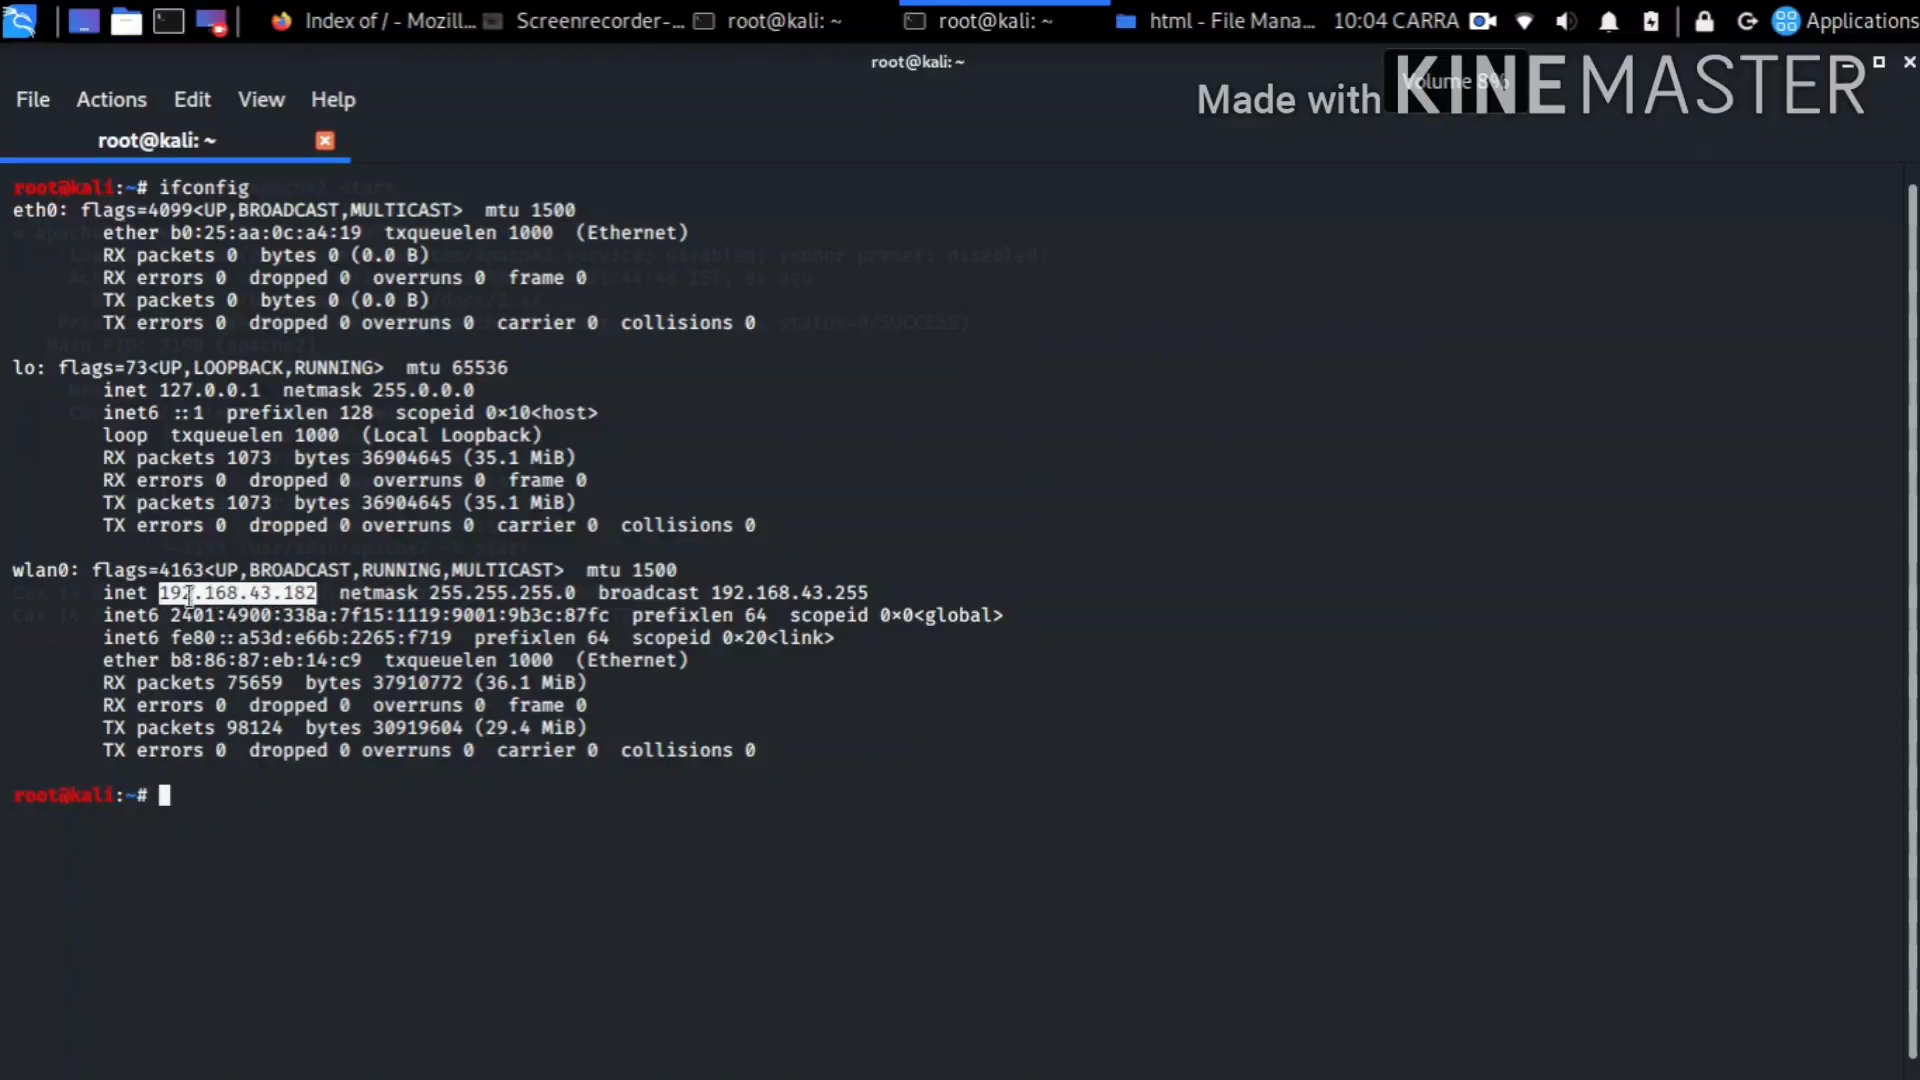 Index of / - Mozill... Screenrecorder-... root@kali: ~ root@kali: ~ html - File Mana... 10:04 CARRA Applications
root@kali: ~
Volume 8%
Made with KINEMASTER
File Actions Edit View Help
root@kali: ~
root@kali:~# ifconfig
eth0: flags=4099<UP,BROADCAST,MULTICAST> mtu 1500
ether b0:25:aa:0c:a4:19 txqueuelen 1000 (Ethernet)
RX packets 0 bytes 0 (0.0 B)
RX errors 0 dropped 0 overruns 0 frame 0
TX packets 0 bytes 0 (0.0 B)
TX errors 0 dropped 0 overruns 0 carrier 0 collisions 0
lo: flags=73<UP,LOOPBACK,RUNNING> mtu 65536
inet 127.0.0.1 netmask 255.0.0.0
inet6 ::1 prefixlen 128 scopeid 0×10<host>
loop txqueuelen 1000 (Local Loopback)
RX packets 1073 bytes 36904645 (35.1 MiB)
RX errors 0 dropped 0 overruns 0 frame 0
TX packets 1073 bytes 36904645 (35.1 MiB)
TX errors 0 dropped 0 overruns 0 carrier 0 collisions 0
wlan0: flags=4163<UP,BROADCAST,RUNNING,MULTICAST> mtu 1500
inet 192.168.43.182 netmask 255.255.255.0 broadcast 192.168.43.255
inet6 2401:4900:338a:7f15:1119:9001:9b3c:87fc prefixlen 64 scopeid 0×0<global>
inet6 fe80::a53d:e66b:2265:f719 prefixlen 64 scopeid 0×20<link>
ether b8:86:87:eb:14:c9 txqueuelen 1000 (Ethernet)
RX packets 75659 bytes 37910772 (36.1 MiB)
RX errors 0 dropped 0 overruns 0 frame 0
TX packets 98124 bytes 30919604 (29.4 MiB)
TX errors 0 dropped 0 overruns 0 carrier 0 collisions 0
root@kali:~#